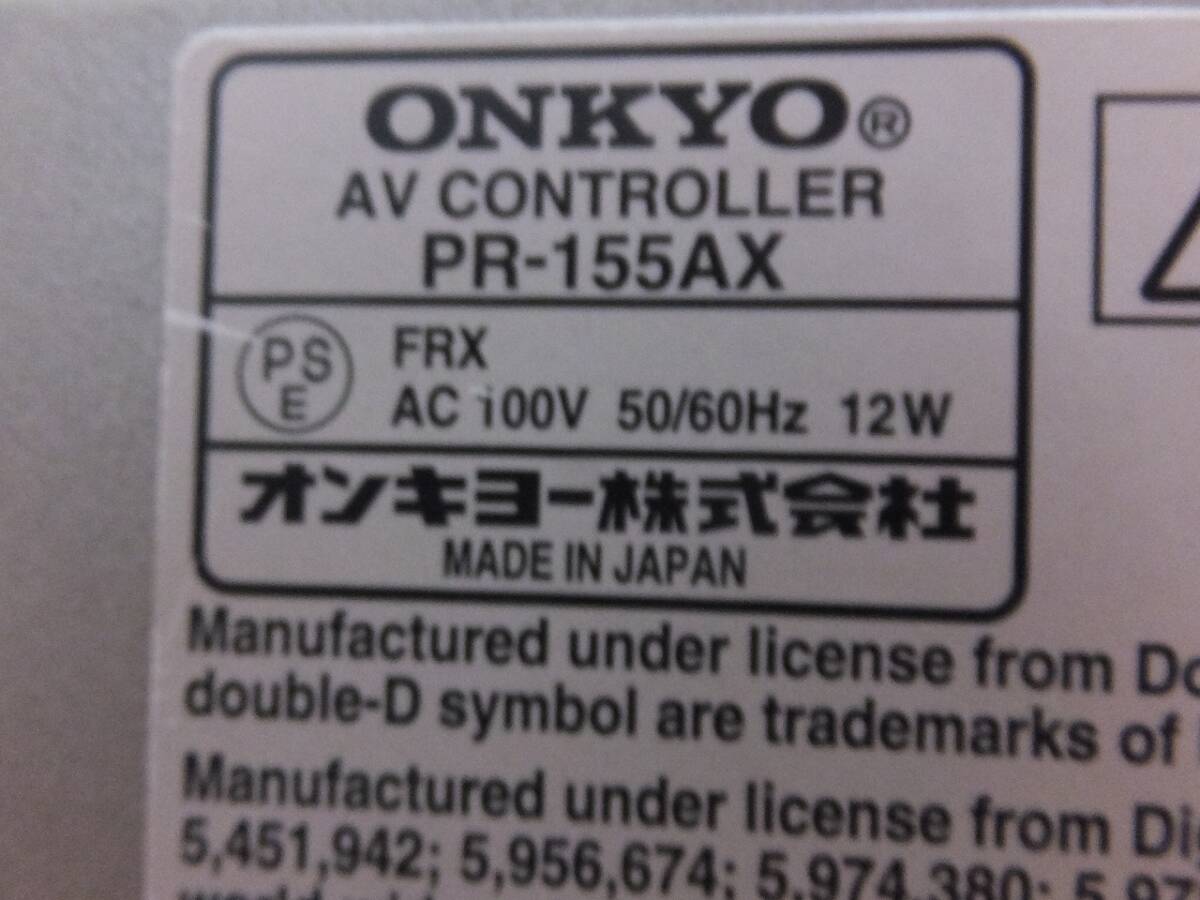 ONKYO®
AV CONTROLLER
PR-155AX
PS
E
FRX
AC 100V 50/60Hz 12W
オンキヨー株式会社
MADE IN JAPAN
Manufactured under license from
double-D symbol are trademarks of
Manufactured under license from
5,451,942; 5,956,674; 5,974,380;